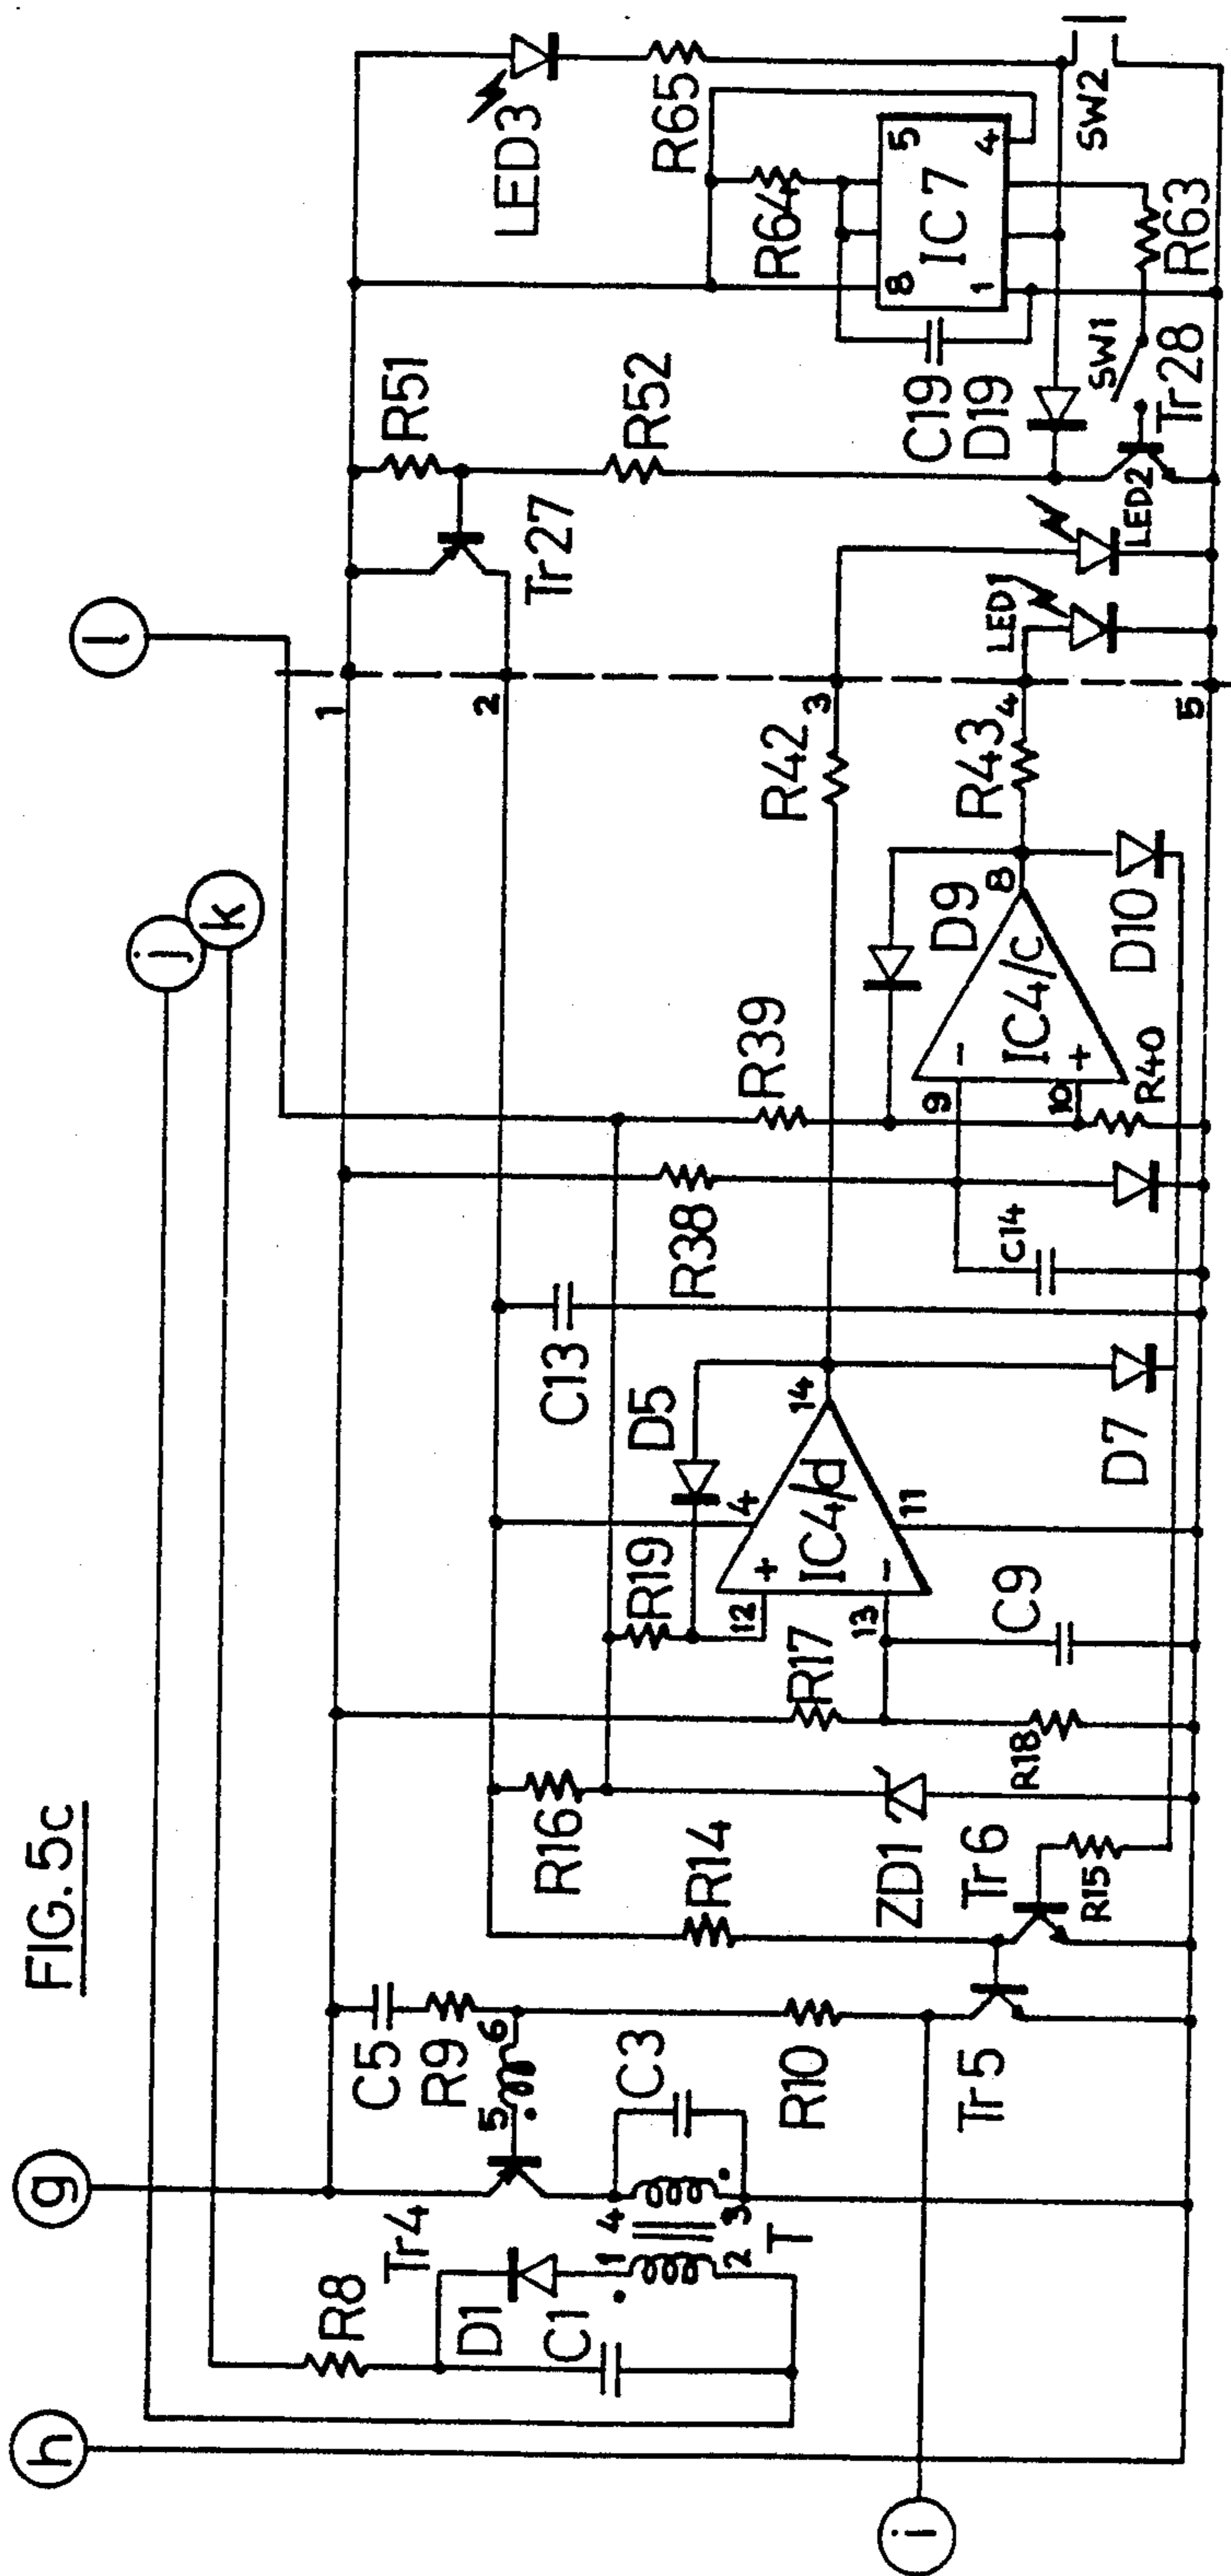 FIG. 5c
g
h
i
j
k
l
R8
D1
C1
Tr4
1
2
4
3
T
5
6
C5
R9
C3
R10
Tr5
R14
Tr6
R15
R16
ZD1
R17
R18
R19
D5
12
13
+
-
IC4/d
4
11
14
C9
D7
C13
R38
C14
R39
9
10
-
+
IC4/c
8
R40
D9
D10
R42
R43
1
2
3
4
5
LED1
LED2
Tr27
R51
R52
C19
D19
SW1
Tr28
R63
R64
8
5
IC7
1
4
R65
LED3
SW2